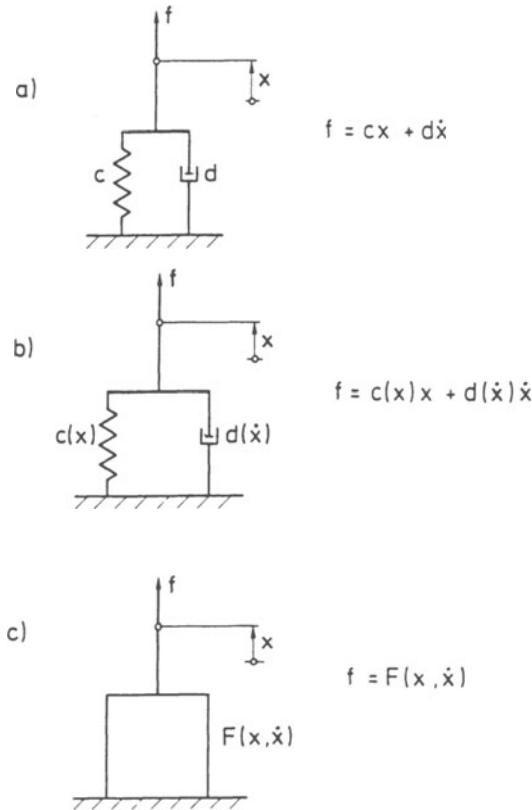 f
x
a)
f = cx + dẋ
c
d
f
x
b)
f = c(x)x + d(ẋ)ẋ
c(x)
d(ẋ)
f
x
c)
f = F(x, ẋ)
F(x,ẋ)